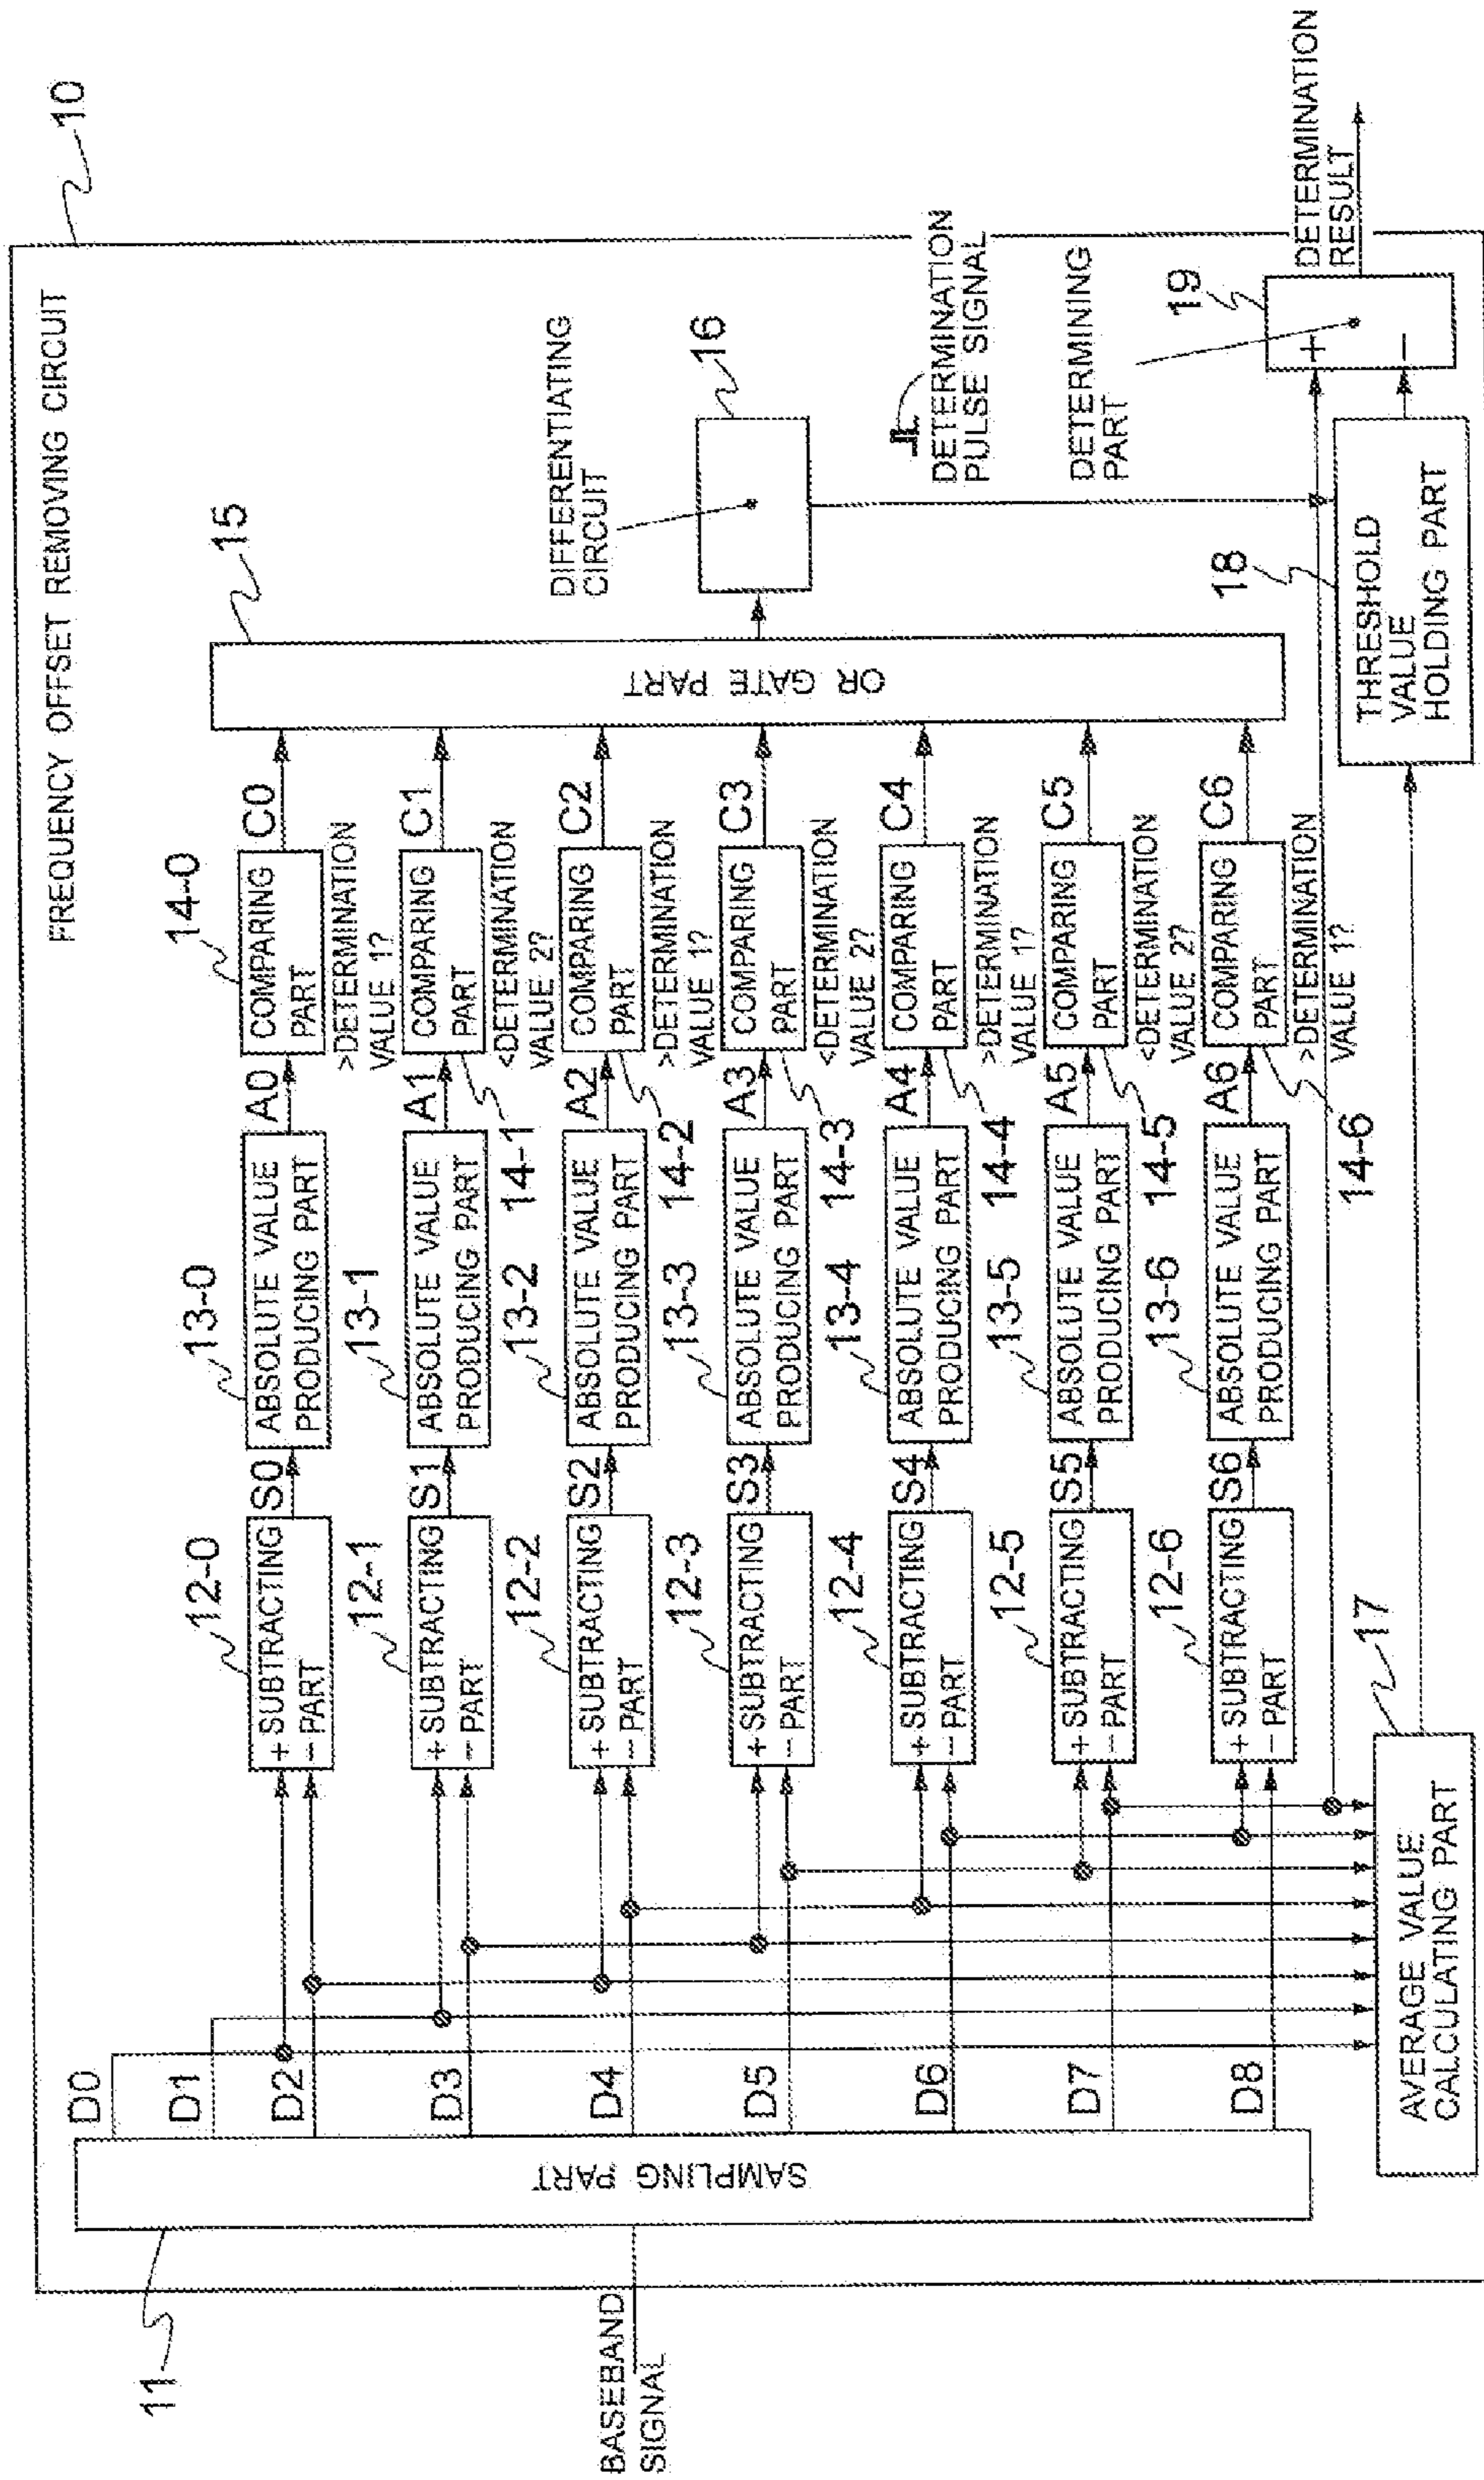 FREQUENCY OFFSET REMOVING CIRCUIT
10
11
SAMPLING PART
BASEBAND
SIGNAL
D0
D1
D2
D3
D4
D5
D6
D7
D8
12-0
+ SUBTRACTING
- PART
S0
13-0
ABSOLUTE VALUE
PRODUCING PART
A0
14-0
COMPARING
PART
C0
>DETERMINATION
VALUE 1?
12-1
+ SUBTRACTING
- PART
S1
13-1
ABSOLUTE VALUE
PRODUCING PART
A1
14-1
COMPARING
PART
C1
<DETERMINATION
VALUE 2?
12-2
+ SUBTRACTING
- PART
S2
13-2
ABSOLUTE VALUE
PRODUCING PART
A2
14-2
COMPARING
PART
C2
>DETERMINATION
VALUE 1?
12-3
+ SUBTRACTING
- PART
S3
13-3
ABSOLUTE VALUE
PRODUCING PART
A3
14-3
COMPARING
PART
C3
<DETERMINATION
VALUE 2?
12-4
+ SUBTRACTING
- PART
S4
13-4
ABSOLUTE VALUE
PRODUCING PART
A4
14-4
COMPARING
PART
C4
>DETERMINATION
VALUE 1?
12-5
+ SUBTRACTING
- PART
S5
13-5
ABSOLUTE VALUE
PRODUCING PART
A5
14-5
COMPARING
PART
C5
<DETERMINATION
VALUE 2?
12-6
+ SUBTRACTING
- PART
S6
13-6
ABSOLUTE VALUE
PRODUCING PART
A6
14-6
COMPARING
PART
C6
>DETERMINATION
VALUE 1?
15
OR GATE PART
DIFFERENTIATING
CIRCUIT
16
DETERMINATION
PULSE SIGNAL
DETERMINING
PART
17
AVERAGE VALUE
CALCULATING PART
18
THRESHOLD
VALUE
HOLDING PART
19
+
-
DETERMINATION
RESULT